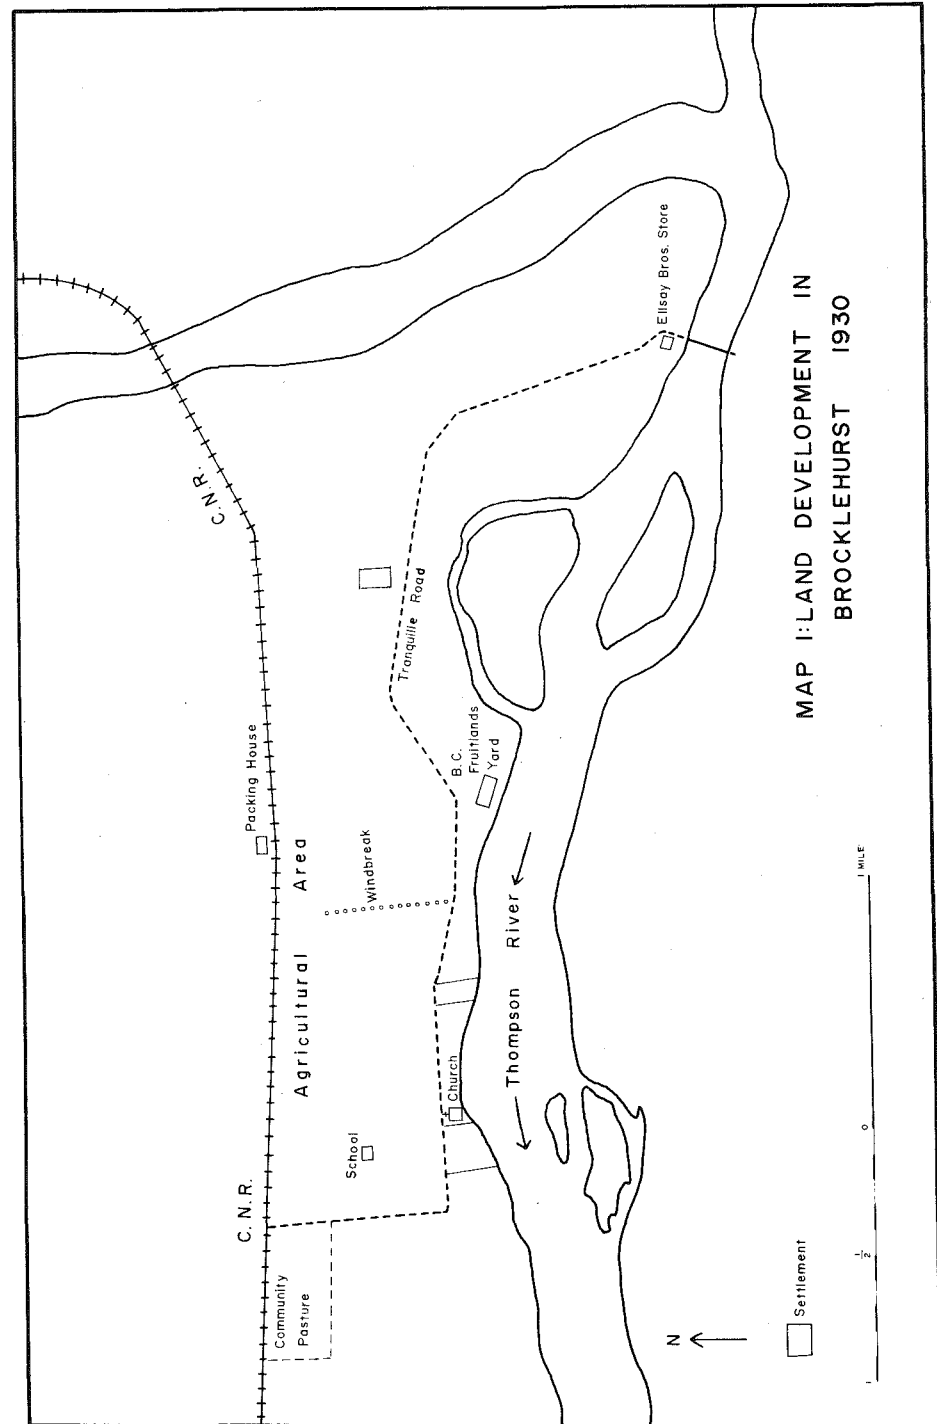 C.N.R.
Ellsay Bros. Store
Tranquille Road
Packing House
B.C.
Fruitlands
Yard
Windbreak
Agricultural Area
Thompson River
Church
School
C.N.R.
Community
Pasture
N
Settlement
1 ½ 0 1 MILE
MAP 1: LAND DEVELOPMENT IN
BROCKLEHURST 1930